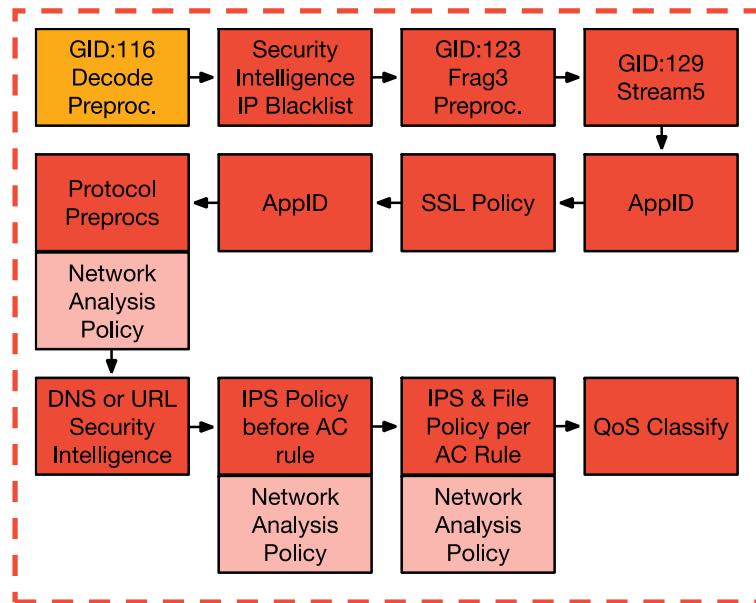 GID:116
Decode
Preproc.
Security
Intelligence
IP Blacklist
GID:123
Frag3
Preproc.
GID:129
Stream5
Protocol
Preprocs
AppID
SSL Policy
AppID
Network
Analysis
Policy
DNS or URL
Security
Intelligence
IPS Policy
before AC
rule
IPS & File
Policy per
AC Rule
QoS Classify
Network
Analysis
Policy
Network
Analysis
Policy